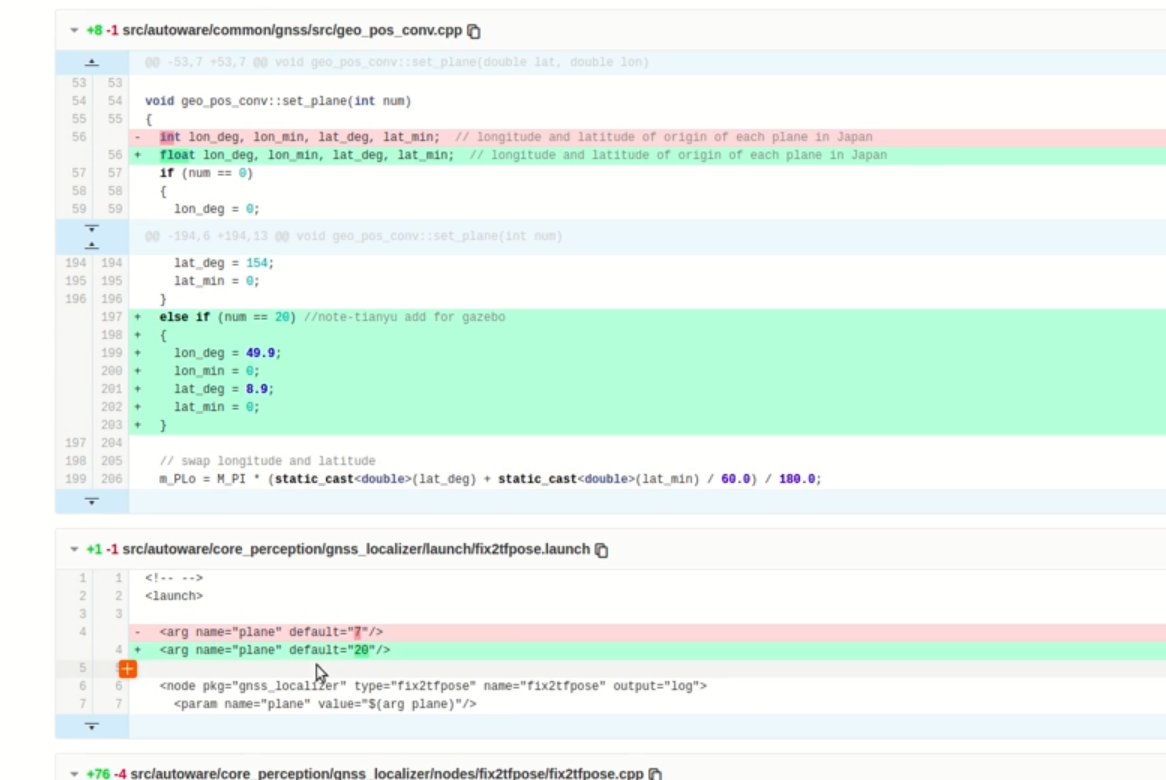 +8 -1 src/autoware/common/gnss/src/geo_pos_conv.cpp
@@ -53,7 +53,7 @@ void geo_pos_conv::set_plane(double lat, double lon)
53 53
54 54 void geo_pos_conv::set_plane(int num)
55 55 {
56 - int lon_deg, lon_min, lat_deg, lat_min; // longitude and latitude of origin of each plane in Japan
56 + float lon_deg, lon_min, lat_deg, lat_min; // longitude and latitude of origin of each plane in Japan
57 57 if (num == 0)
58 58 {
59 59 lon_deg = 0;
@@ -194,6 +194,13 @@ void geo_pos_conv::set_plane(int num)
194 194 lat_deg = 154;
195 195 lat_min = 0;
196 196 }
197 + else if (num == 20) //note-tianyu add for gazebo
198 + {
199 + lon_deg = 49.9;
200 + lon_min = 0;
201 + lat_deg = 8.9;
202 + lat_min = 0;
203 + }
197 204
198 205 // swap longitude and latitude
199 206 m_PLo = M_PI * (static_cast<double>(lat_deg) + static_cast<double>(lat_min) / 60.0) / 180.0;
+1 -1 src/autoware/core_perception/gnss_localizer/launch/fix2tfpose.launch
1 1 <!-- -->
2 2 <launch>
3 3
4 - <arg name="plane" default="7"/>
4 + <arg name="plane" default="20"/>
5
6 6 <node pkg="gnss_localizer" type="fix2tfpose" name="fix2tfpose" output="log">
7 7 <param name="plane" value="$(arg plane)"/>
+76 -4 src/autoware/core_perception/gnss_localizer/nodes/fix2tfpose/fix2tfpose.cpp